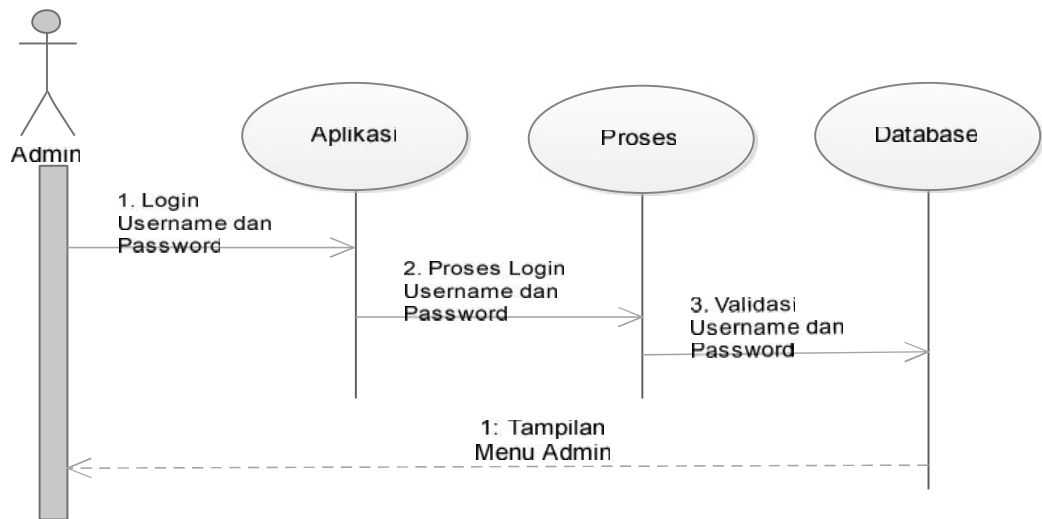 Admin
Aplikasi
Proses
Database
1. Login
Username dan
Password
2. Proses Login
Username dan
Password
3. Validasi
Username dan
Password
1: Tampilan
Menu Admin